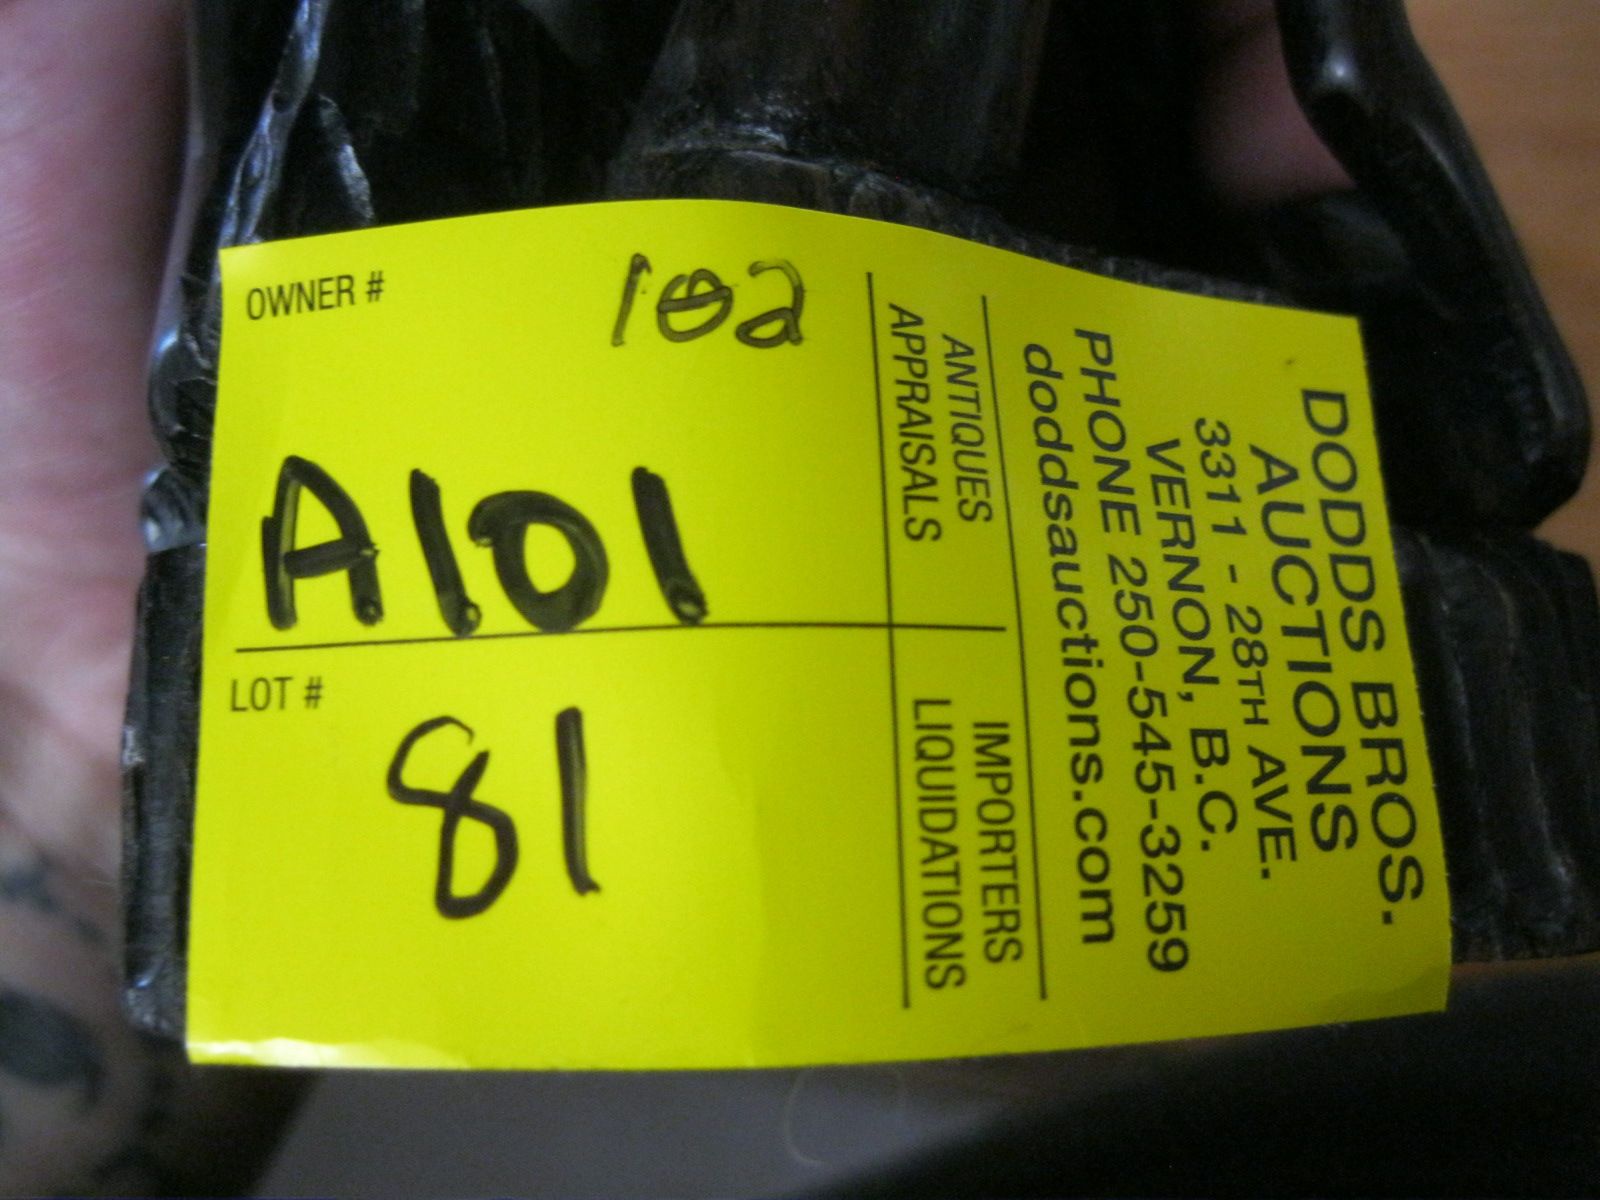 OWNER #
102
A101
LOT #
81
ANTIQUES
APPRAISALS
IMPORTERS
LIQUIDATIONS
DODDS BROS.
AUCTIONS
3311 - 28TH AVE.
VERNON, B.C.
PHONE 250-545-3259
doddsauctions.com